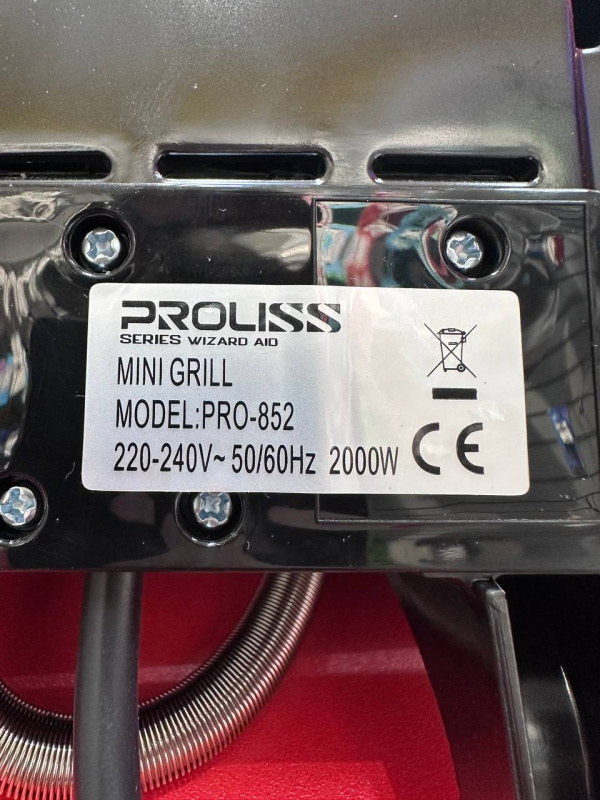 PROLISS
SERIES WIZARD AID
MINI GRILL
MODEL:PRO-852
220-240V~ 50/60Hz 2000W
CE